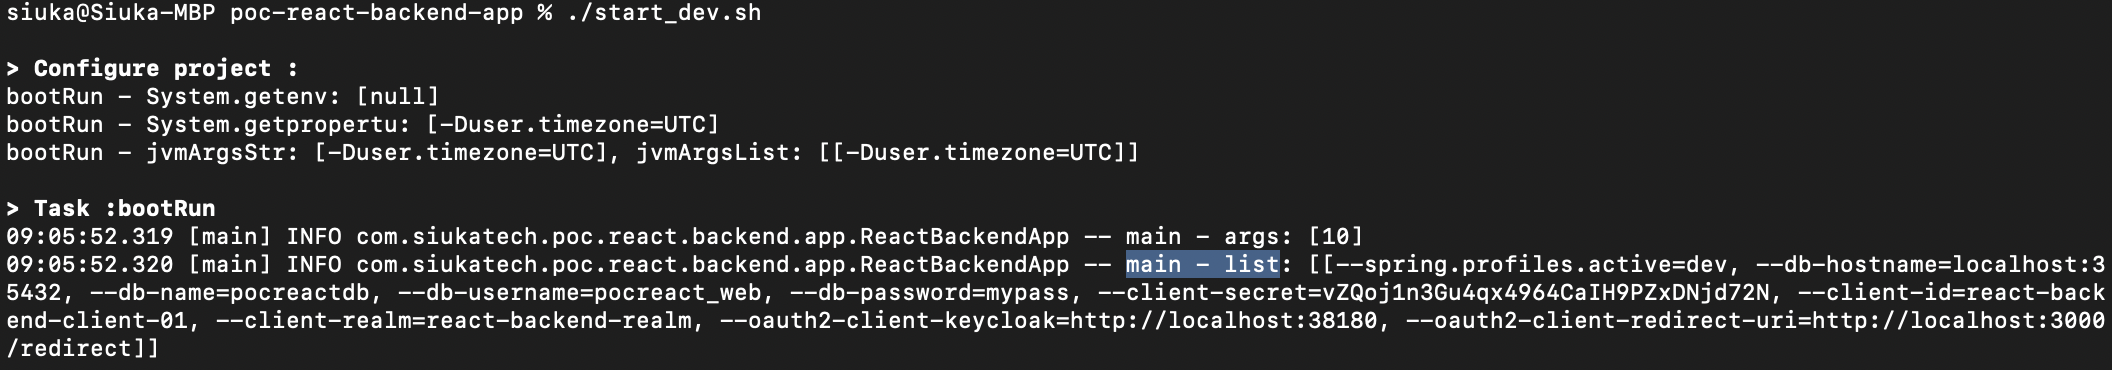 siuka@Siuka-MBP poc-react-backend-app % ./start_dev.sh
> Configure project :
bootRun - System.getenv: [null]
bootRun - System.getpropertu: [-Duser.timezone=UTC]
bootRun - jvmArgsStr: [-Duser.timezone=UTC], jvmArgsList: [[-Duser.timezone=UTC]]
> Task :bootRun
09:05:52.319 [main] INFO com.siukatech.poc.react.backend.app.ReactBackendApp -- main - args: [10]
09:05:52.320 [main] INFO com.siukatech.poc.react.backend.app.ReactBackendApp -- main - list: [[--spring.profiles.active=dev, --db-hostname=localhost:3
5432, --db-name=pocreactdb, --db-username=pocreact_web, --db-password=mypass, --client-secret=vZQoj1n3Gu4qx4964CaIH9PZxDNjd72N, --client-id=react-back
end-client-01, --client-realm=react-backend-realm, --oauth2-client-keycloak=http://localhost:38180, --oauth2-client-redirect-uri=http://localhost:3000
/redirect]]